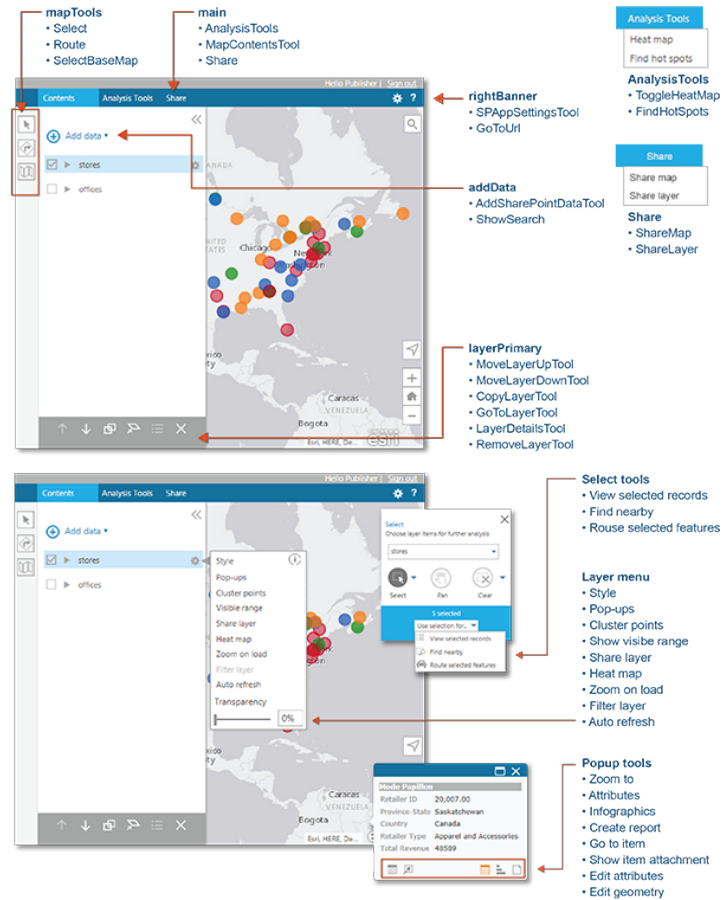 mapTools
• Select
• Route
• SelectBaseMap
main
• AnalysisTools
• MapContentsTool
• Share
Analysis Tools
Heat map
Find hot spots
AnalysisTools
• ToggleHeatMap
• FindHotSpots
Hello Publisher | Sign out
Contents Analysis Tools Share ?
rightBanner
• SPAppSettingsTool
• GoToUrl
Add data
stores
offices
CANADA
UNITED
STATES
Chicago
New York
Washington
Share
Share map
Share layer
Share
• ShareMap
• ShareLayer
addData
• AddSharePointDataTool
• ShowSearch
layerPrimary
• MoveLayerUpTool
• MoveLayerDownTool
• CopyLayerTool
• GoToLayerTool
• LayerDetailsTool
• RemoveLayerTool
Caracas
VENEZUELA
Bogota
Esri, HERE, De...
esri
Hello Publisher | Sign out
Contents Analysis Tools Share ?
Add data
stores
offices
Style
Pop-ups
Cluster points
Visible range
Share layer
Heat map
Zoom on load
Filter layer
Auto refresh
Transparency
0%
Select
Choose layer items for further analysis
stores
Select Pan Clear
5 selected
Use selection for...
View selected records
Find nearby
Route selected features
Select tools
• View selected records
• Find nearby
• Rouse selected features
Layer menu
• Style
• Pop-ups
• Cluster points
• Show visibe range
• Share layer
• Heat map
• Zoom on load
• Filter layer
• Auto refresh
Caracas
VENEZUELA
Bogota
Esri, HERE, De...
Mode Papillon
Retailer ID 20,007.00
Province-State Saskatchewan
Country Canada
Retailer Type Apparel and Accessories
Total Revenue 48589
Popup tools
• Zoom to
• Attributes
• Infographics
• Create report
• Go to item
• Show item attachment
• Edit attributes
• Edit geometry